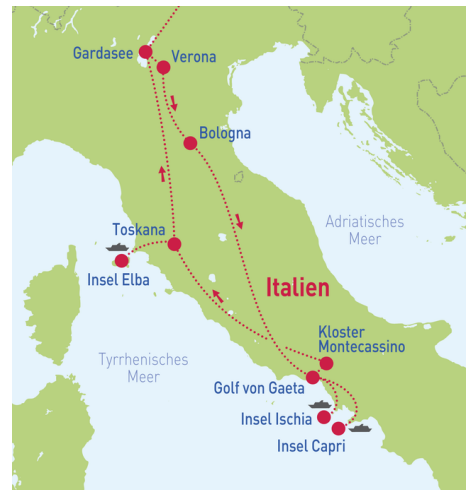 Gardasee
Verona
Bologna
Adriatisches
Meer
Toskana
Insel Elba
Italien
Kloster
Montecassino
Tyrrhenisches
Meer
Golf von Gaeta
Insel Ischia
Insel Capri